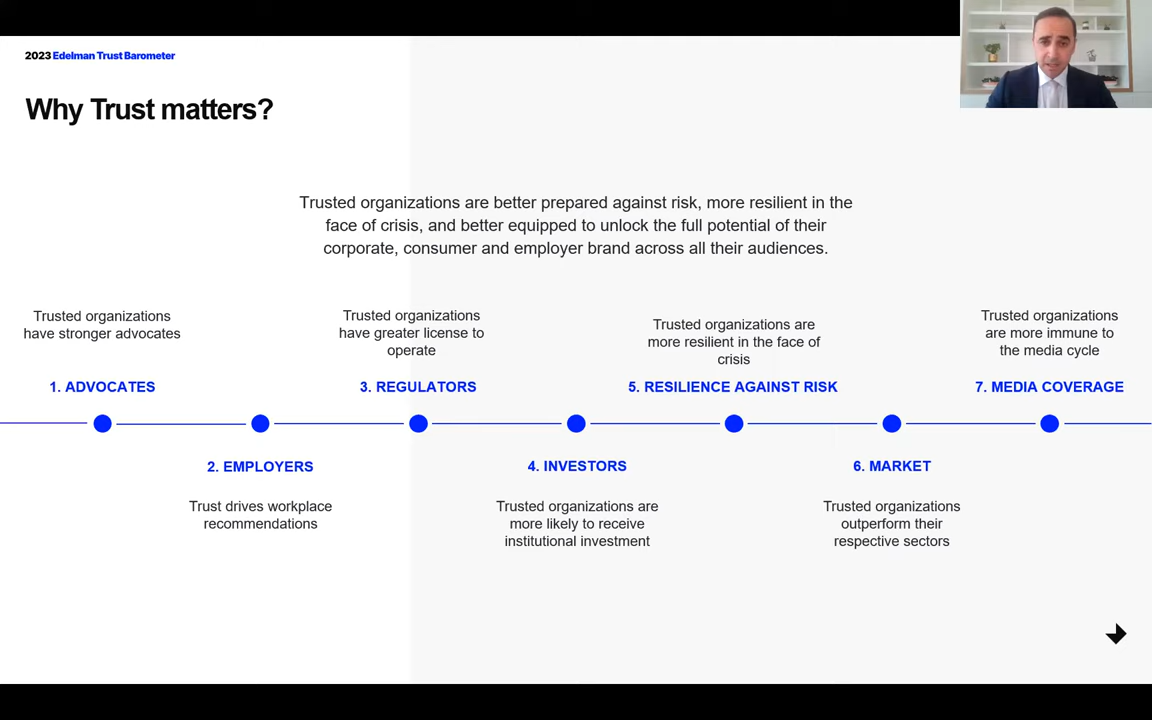 2023 Edelman Trust Barometer
Why Trust matters?
Trusted organizations are better prepared against risk, more resilient in the
face of crisis, and better equipped to unlock the full potential of their
corporate, consumer and employer brand across all their audiences.
Trusted organizations
have stronger advocates
1. ADVOCATES
2. EMPLOYERS
Trust drives workplace
recommendations
Trusted organizations
have greater license to
operate
3. REGULATORS
4. INVESTORS
Trusted organizations are
more likely to receive
institutional investment
Trusted organizations are
more resilient in the face of
crisis
5. RESILIENCE AGAINST RISK
6. MARKET
Trusted organizations
outperform their
respective sectors
Trusted organizations
are more immune to
the media cycle
7. MEDIA COVERAGE